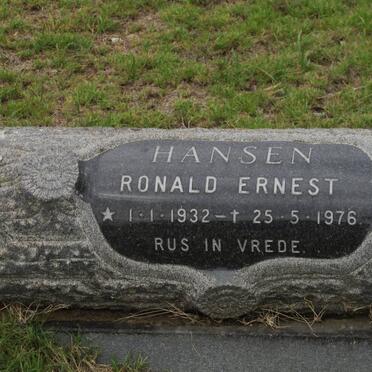 HANSEN
RONALD ERNEST
★ 1·1·1932 – † 25·5·1976
RUS IN VREDE